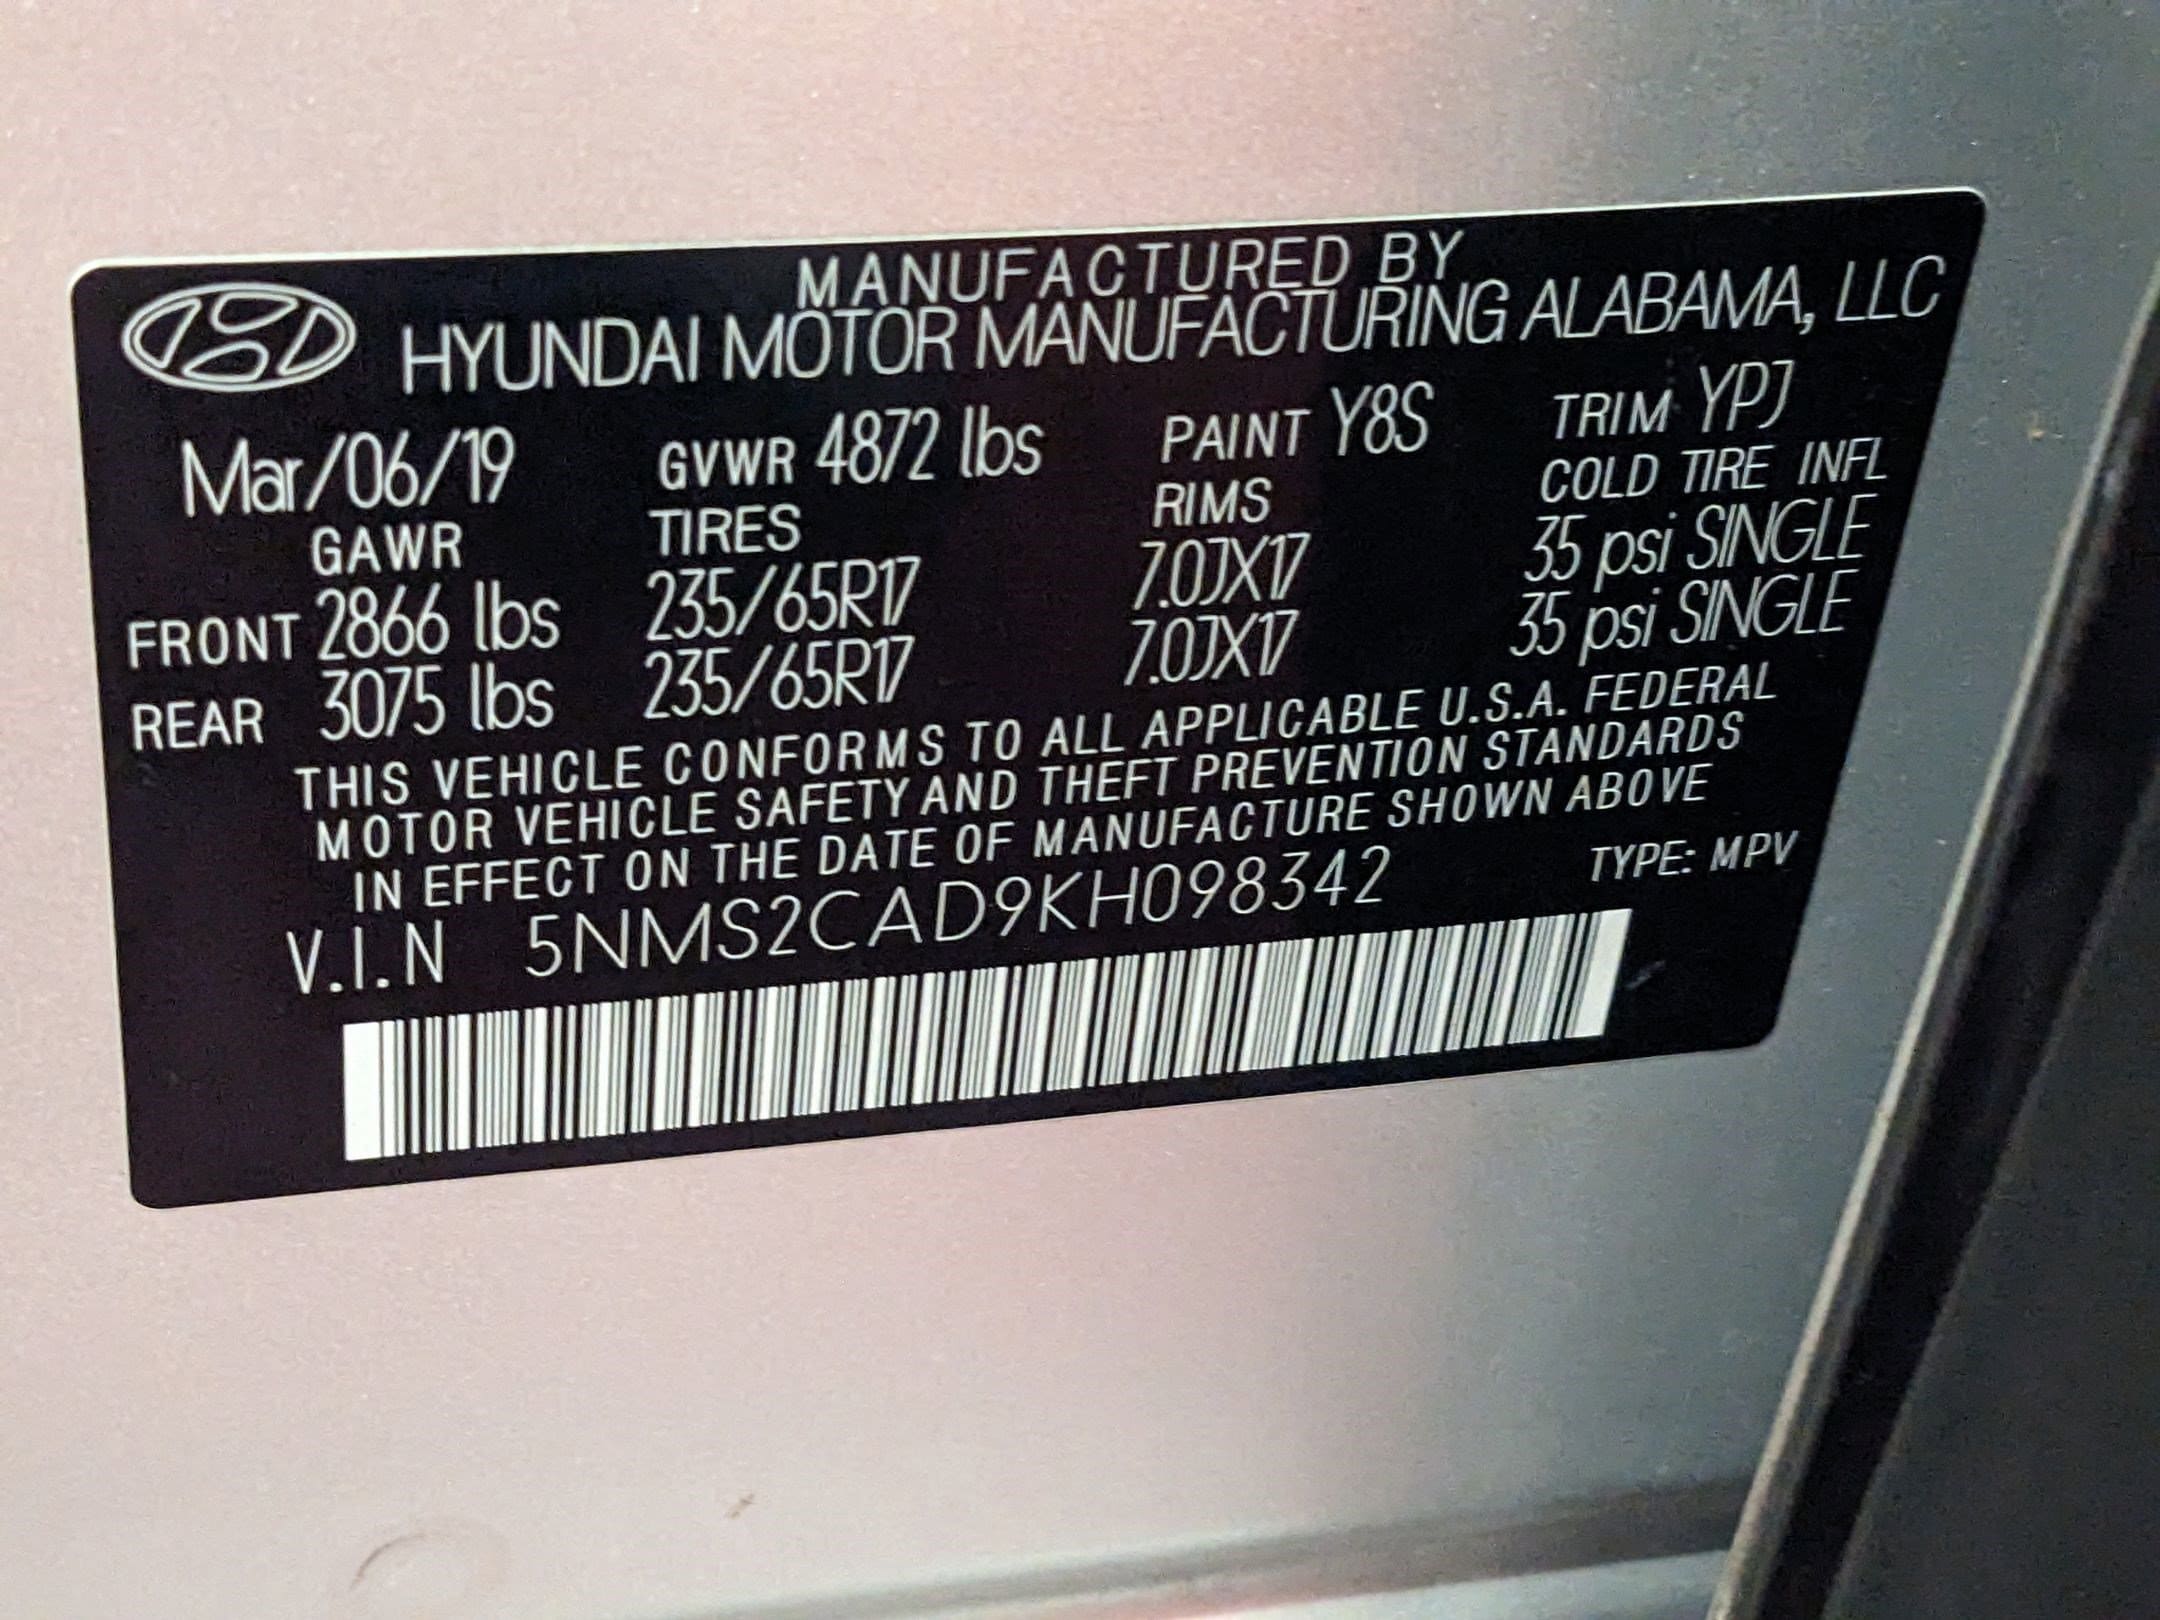 MANUFACTURED BY
HYUNDAI MOTOR MANUFACTURING ALABAMA, LLC
Mar/06/19 GVWR 4872 lbs PAINT Y8S TRIM YPJ
GAWR TIRES RIMS COLD TIRE INFL
FRONT 2866 lbs 235/65R17 7.0JX17 35 psi SINGLE
REAR 3075 lbs 235/65R17 7.0JX17 35 psi SINGLE
THIS VEHICLE CONFORMS TO ALL APPLICABLE U.S.A. FEDERAL
MOTOR VEHICLE SAFETY AND THEFT PREVENTION STANDARDS
IN EFFECT ON THE DATE OF MANUFACTURE SHOWN ABOVE
V.I.N 5NMS2CAD9KH098342 TYPE: MPV